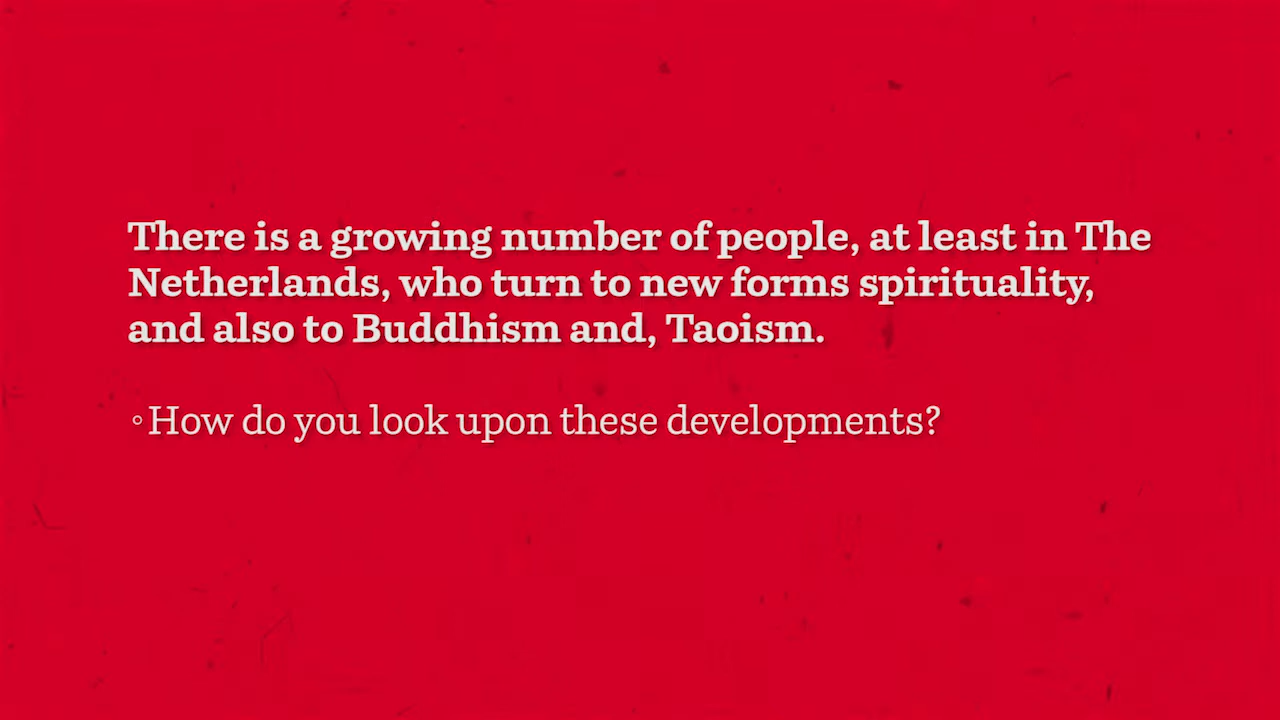 There is a growing number of people, at least in The
Netherlands, who turn to new forms spirituality,
and also to Buddhism and, Taoism.
◦How do you look upon these developments?